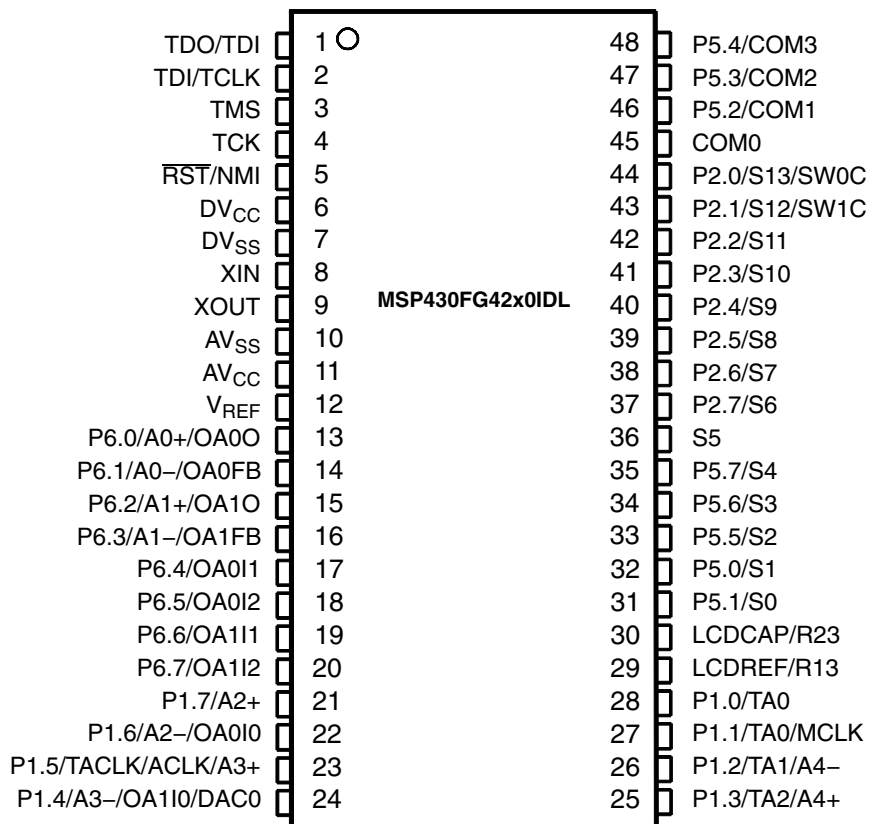 TDO/TDI 1 48 P5.4/COM3
TDI/TCLK 2 47 P5.3/COM2
TMS 3 46 P5.2/COM1
TCK 4 45 COM0
RST/NMI 5 44 P2.0/S13/SW0C
DVCC 6 43 P2.1/S12/SW1C
DVSS 7 42 P2.2/S11
XIN 8 41 P2.3/S10
XOUT 9 MSP430FG42x0IDL 40 P2.4/S9
AVSS 10 39 P2.5/S8
AVCC 11 38 P2.6/S7
VREF 12 37 P2.7/S6
P6.0/A0+/OA0O 13 36 S5
P6.1/A0−/OA0FB 14 35 P5.7/S4
P6.2/A1+/OA1O 15 34 P5.6/S3
P6.3/A1−/OA1FB 16 33 P5.5/S2
P6.4/OA0I1 17 32 P5.0/S1
P6.5/OA0I2 18 31 P5.1/S0
P6.6/OA1I1 19 30 LCDCAP/R23
P6.7/OA1I2 20 29 LCDREF/R13
P1.7/A2+ 21 28 P1.0/TA0
P1.6/A2−/OA0I0 22 27 P1.1/TA0/MCLK
P1.5/TACLK/ACLK/A3+ 23 26 P1.2/TA1/A4−
P1.4/A3−/OA1I0/DAC0 24 25 P1.3/TA2/A4+